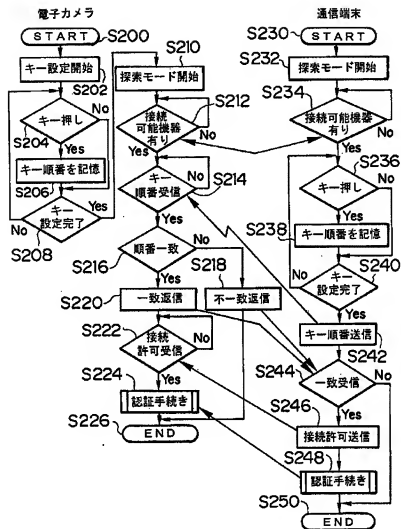 電子カメラ
START
S200
キー設定開始
S202
キー押し
S204
No
Yes
キー順番を記憶
S206
キー
設定完了
S208
No
Yes
S210
探索モード開始
S212
接続
可能機器
有り
No
Yes
S214
キー
順番受信
No
Yes
順番一致
S216
No
Yes
S218
S220
一致返信
不一致返信
S222
接続
許可受信
No
Yes
S224
認証手続き
S226
END
通信端末
S230
START
S232
探索モード開始
S234
接続可能機器
有り
No
Yes
S236
キー押し
No
Yes
S238
キー順番を記憶
S240
キー
設定完了
No
Yes
キー順番送信
S242
S244
一致受信
No
Yes
S246
接続許可送信
S248
認証手続き
S250
END